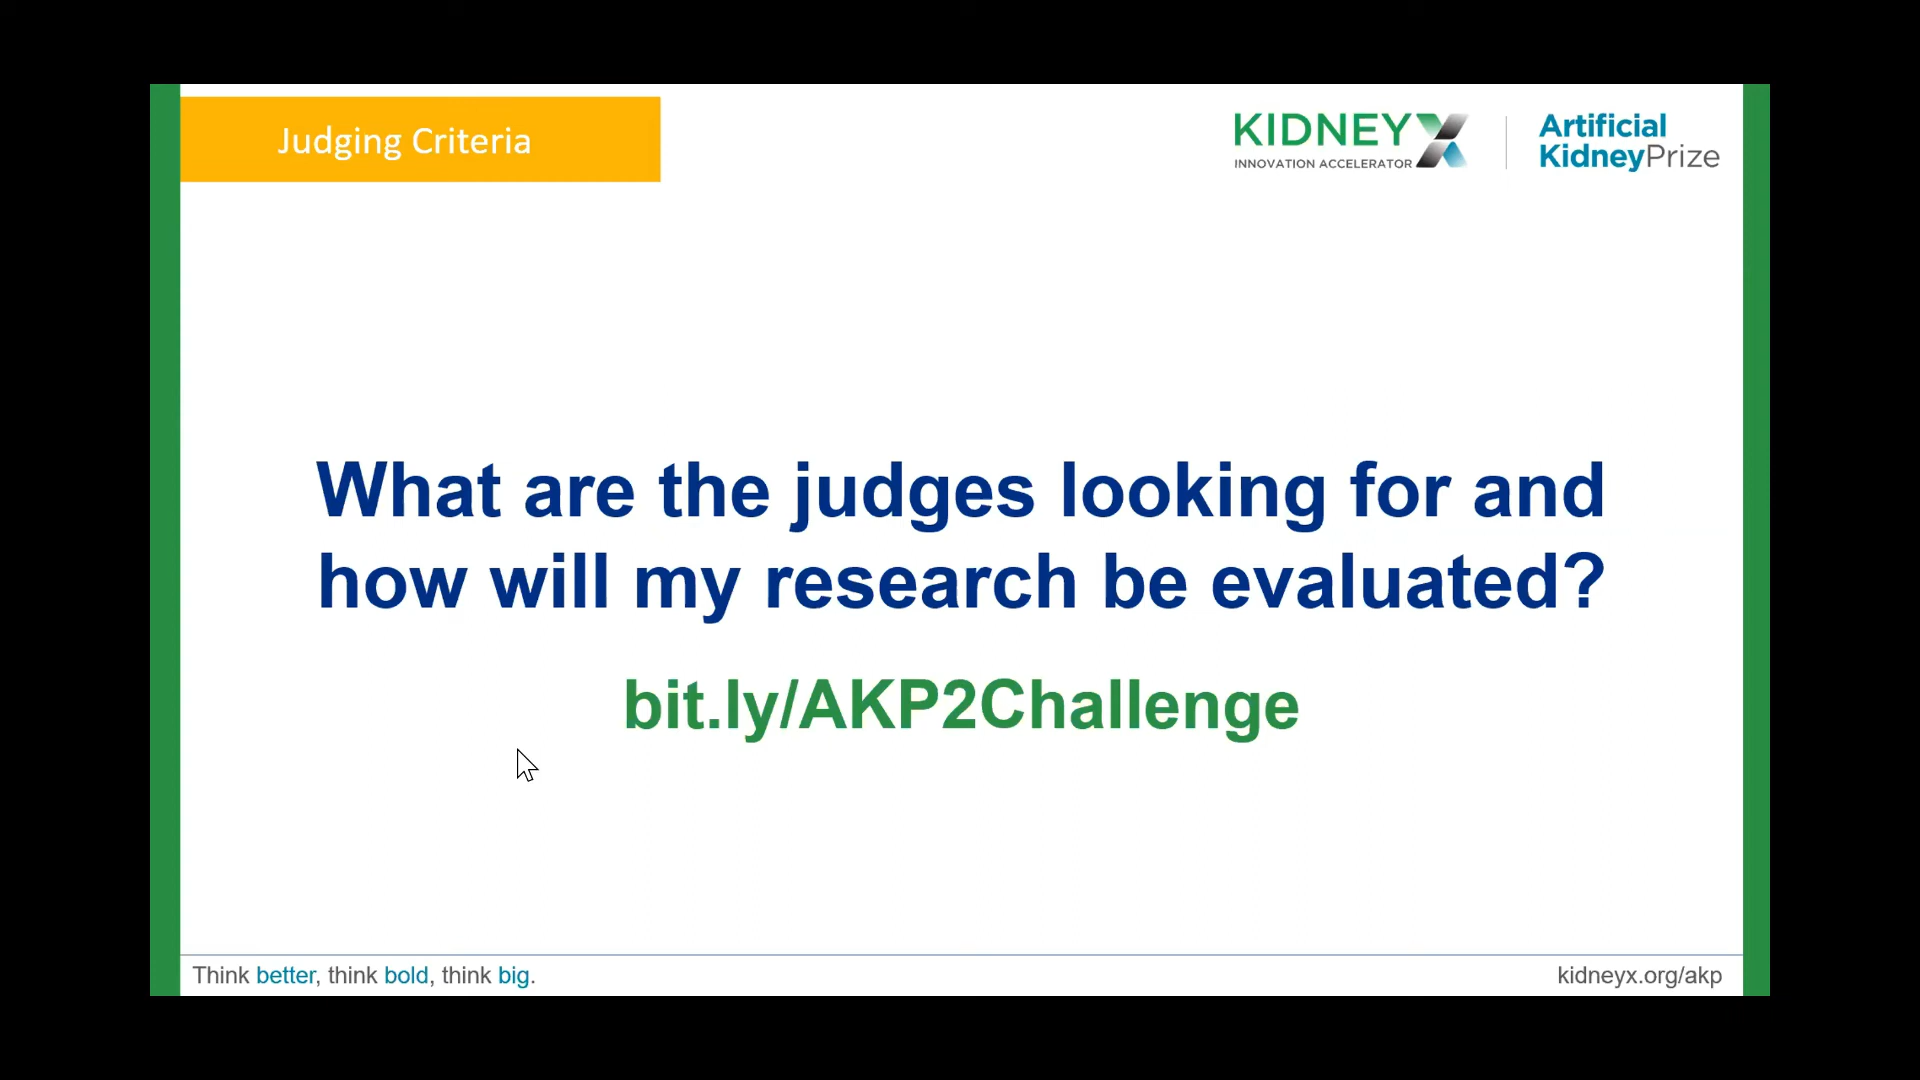 Judging Criteria
KIDNEYX
INNOVATION ACCELERATOR
Artificial
KidneyPrize
What are the judges looking for and
how will my research be evaluated?
bit.ly/AKP2Challenge
Think better, think bold, think big.
kidneyx.org/akp